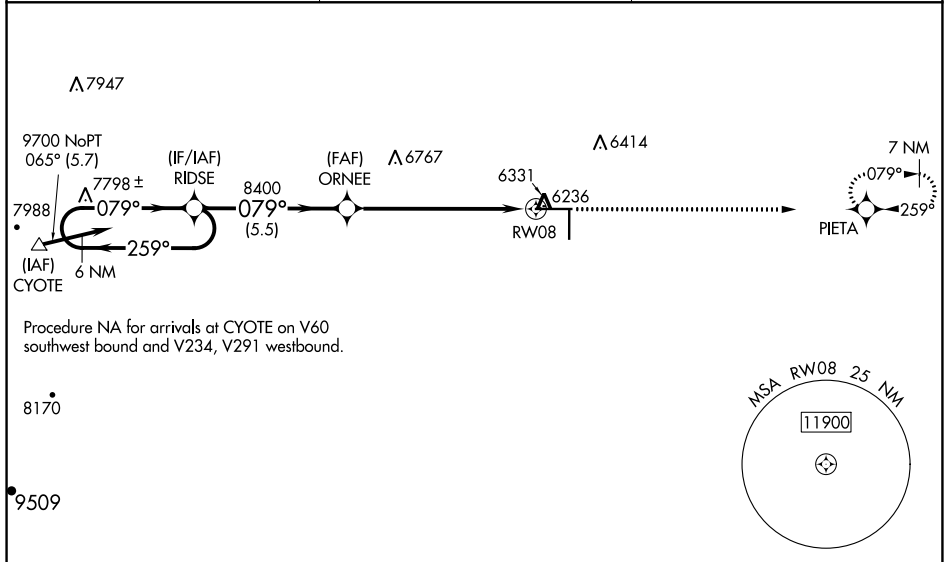 7947
9700 NoPT
065° (5.7)
7988
(IAF)
CYOTE
7798 ±
079°
259°
6 NM
(IF/IAF)
RIDSE
8400
079°
(5.5)
(FAF)
ORNEE
6767
6414
6331
6236
RW08
7 NM
079°
259°
PIETA
Procedure NA for arrivals at CYOTE on V60
southwest bound and V234, V291 westbound.
8170
9509
MSA RW08 25 NM
11900